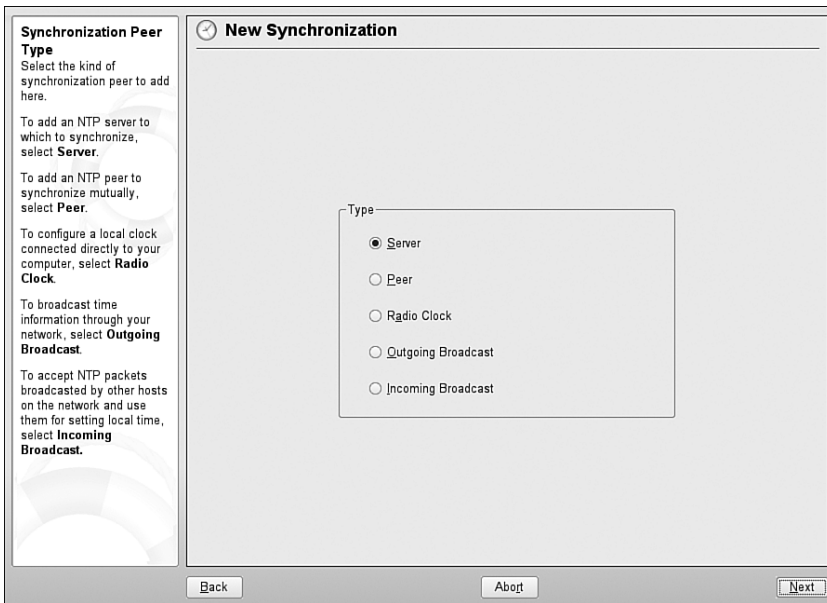 Synchronization Peer
Type
Select the kind of
synchronization peer to add
here.
To add an NTP server to
which to synchronize,
select Server.
To add an NTP peer to
synchronize mutually,
select Peer.
To configure a local clock
connected directly to your
computer, select Radio
Clock.
To broadcast time
information through your
network, select Outgoing
Broadcast.
To accept NTP packets
broadcasted by other hosts
on the network and use
them for setting local time,
select Incoming
Broadcast.
New Synchronization
Type
Server
Peer
Radio Clock
Outgoing Broadcast
Incoming Broadcast
Back
Abort
Next